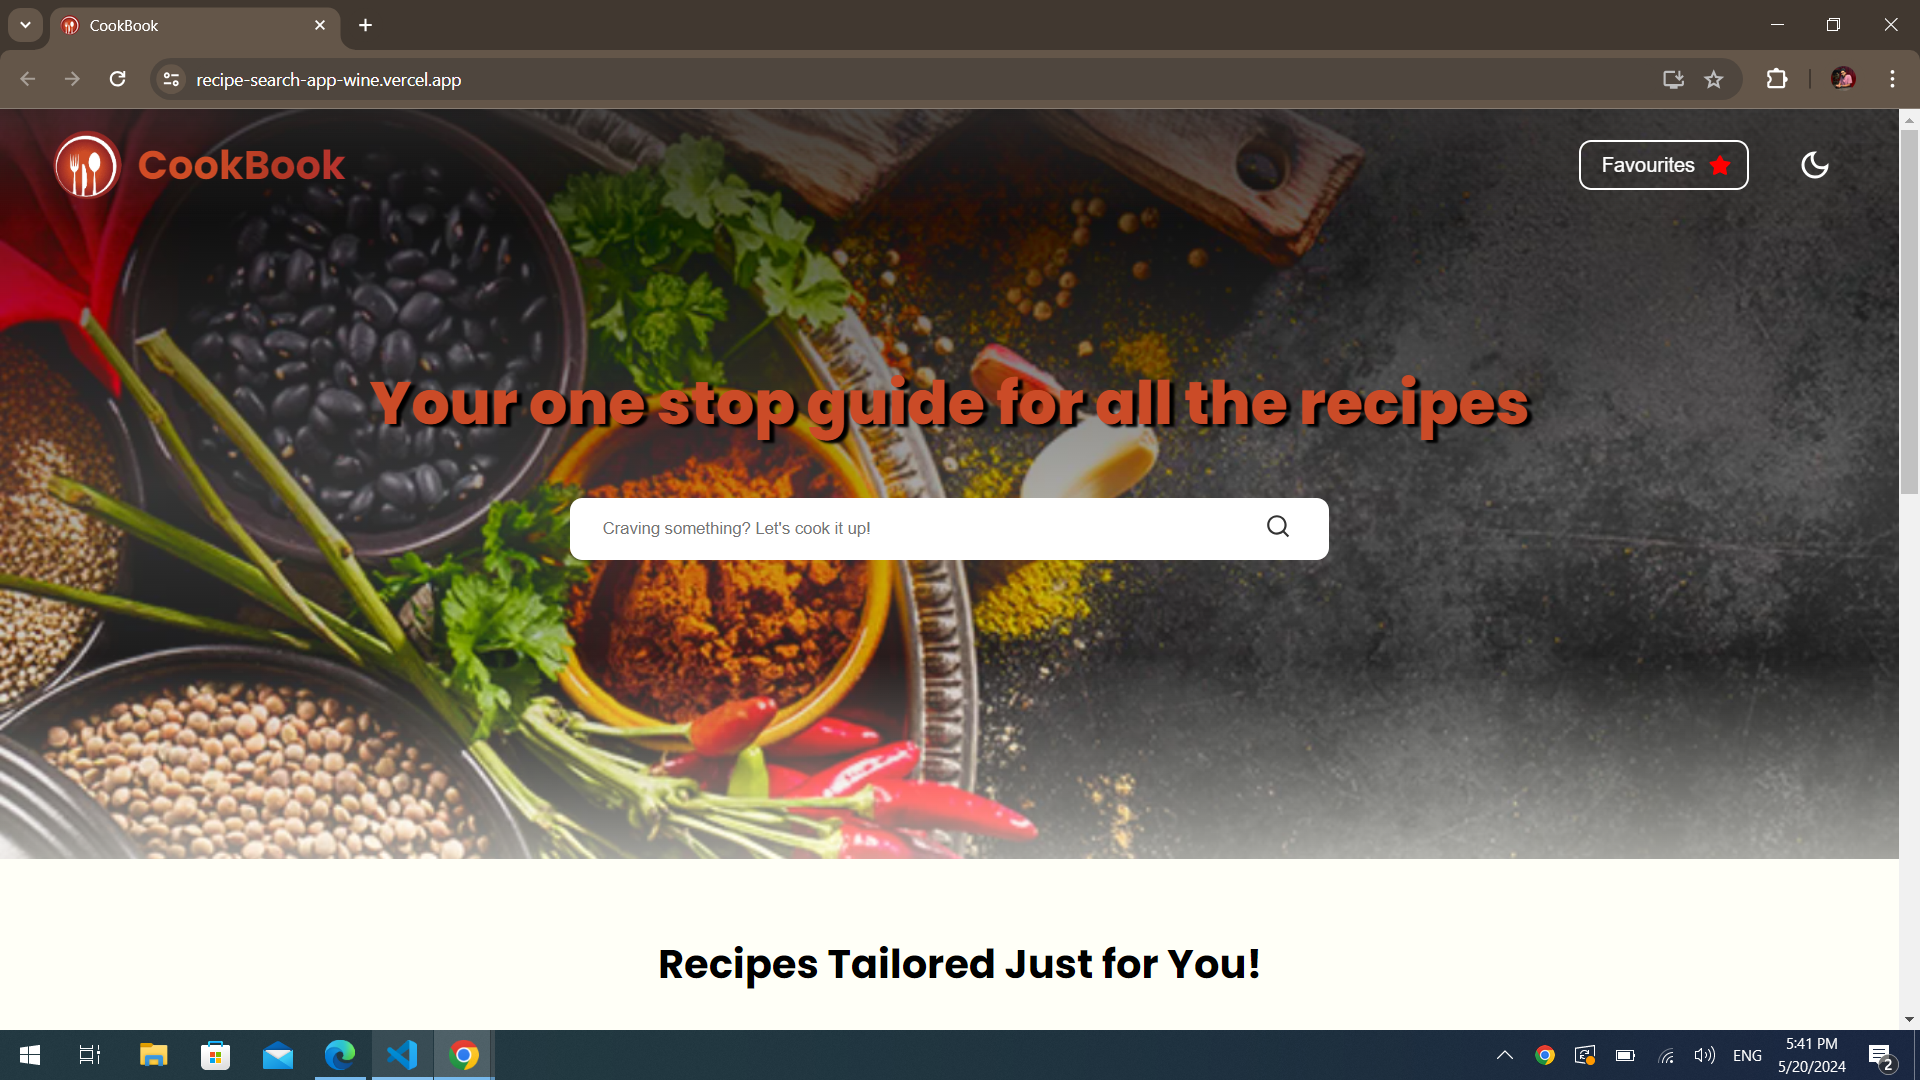 CookBook
recipe-search-app-wine.vercel.app
CookBook
Favourites
Your one stop guide for all the recipes
Craving something? Let's cook it up!
Recipes Tailored Just for You!
ENG
5:41 PM
5/20/2024
2